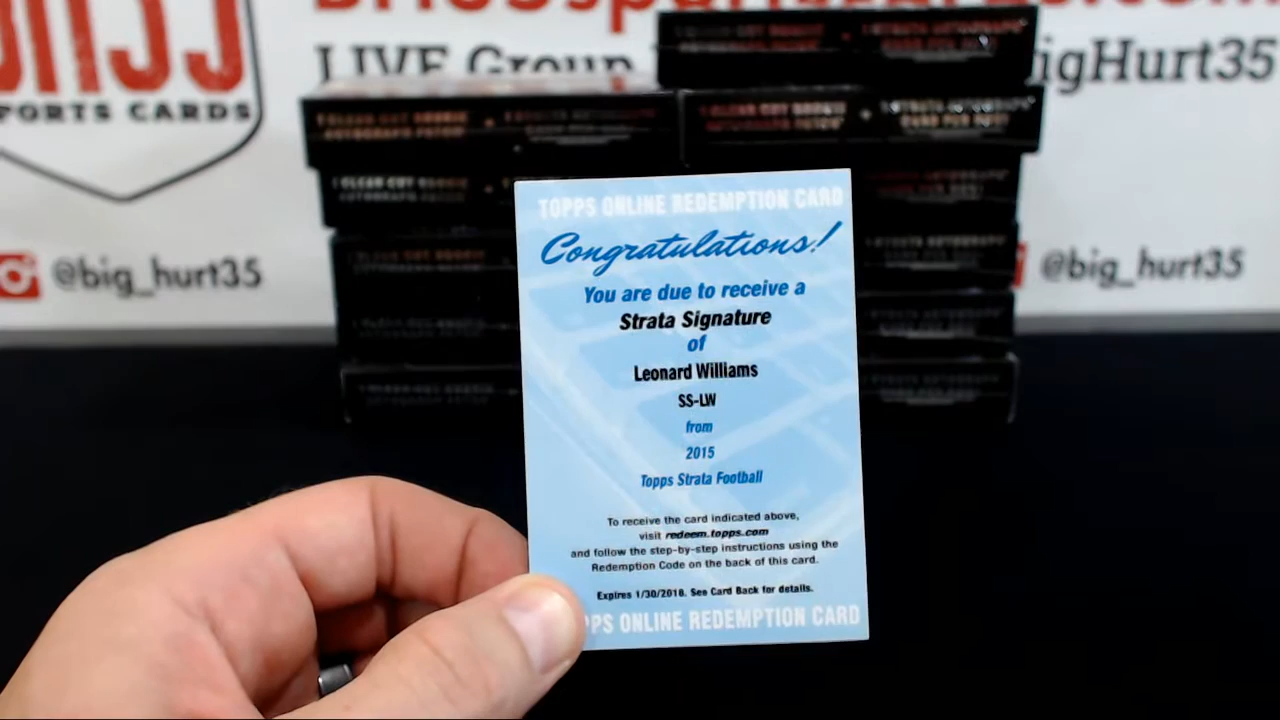 PORTS CARDS
LIVE Group
igHurt35
@big_hurt35
@big_hurt35
TOPPS ONLINE REDEMPTION CARD
Congratulations!
You are due to receive a
Strata Signature
of
Leonard Williams
SS-LW
from
2015
Topps Strata Football
To receive the card indicated above,
visit redeem.topps.com
and follow the step-by-step instructions using the
Redemption Code on the back of this card.
Expires 1/30/2018. See Card Back for details.
PPS ONLINE REDEMPTION CARD